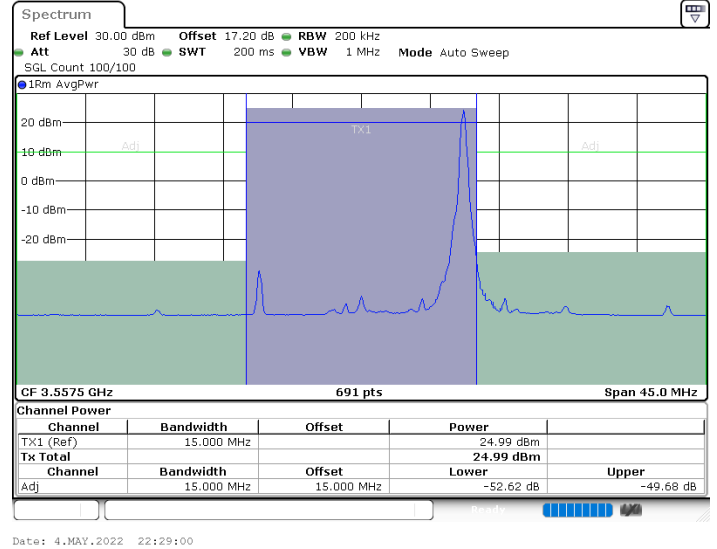 Spectrum
Ref Level 30.00 dBm Offset 17.20 dB RBW 200 kHz
Att 30 dB SWT 200 ms VBW 1 MHz Mode Auto Sweep
SGL Count 100/100
1Rm AvgPwr
TX1
Adj Adj
20 dBm
10 dBm
0 dBm
-10 dBm
-20 dBm
CF 3.5575 GHz 691 pts Span 45.0 MHz
Channel Power
Channel Bandwidth Offset Power
TX1 (Ref) 15.000 MHz 24.99 dBm
Tx Total 24.99 dBm
Channel Bandwidth Offset Lower Upper
Adj 15.000 MHz 15.000 MHz -52.62 dB -49.68 dB
Ready
Date: 4.MAY.2022 22:29:00